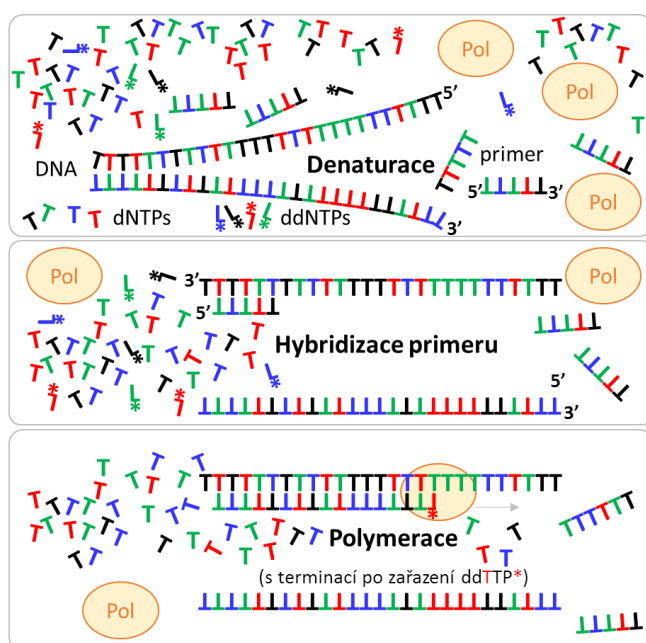 Pol
5’
Pol
DNA
Denaturace
primer
5’ 3’
Pol
dNTPs
ddNTPs
3’
Pol
3’
Pol
5’
Hybridizace primeru
5’
3’
Polymerace
(s terminací po zařazení ddTTP*)
Pol